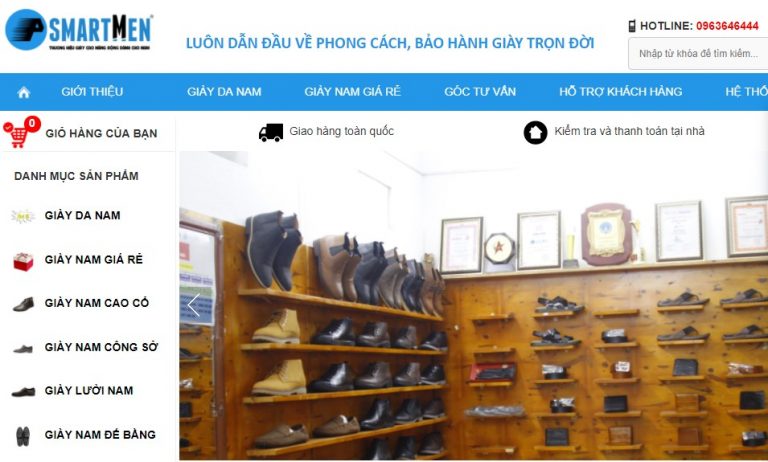 SMARTMEN
THƯƠNG HIỆU GIÀY CAO HÀNG ĐỘNG DÀNH CHO NAM
LUÔN DẪN ĐẦU VỀ PHONG CÁCH, BẢO HÀNH GIÀY TRỌN ĐỜI
HOTLINE: 0963646444
Nhập từ khóa để tìm kiếm...
GIỚI THIỆU
GIÀY DA NAM
GIÀY NAM GIÁ RẺ
GÓC TƯ VẤN
HỖ TRỢ KHÁCH HÀNG
HỆ THỐ
0
GIỎ HÀNG CỦA BẠN
Giao hàng toàn quốc
Kiểm tra và thanh toán tại nhà
DANH MỤC SẢN PHẨM
GIÀY DA NAM
GIÀY NAM GIÁ RẺ
GIÀY NAM CAO CỔ
GIÀY NAM CÔNG SỞ
GIÀY LƯỜI NAM
GIÀY NAM ĐẾ BẰNG